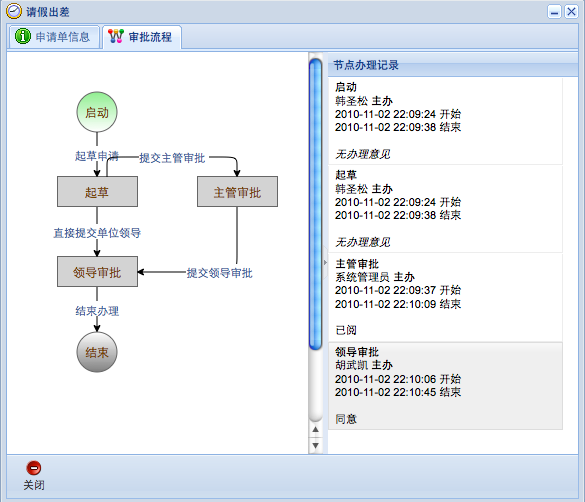 请假出差
申请单信息
审批流程
启动
起草申请
提交主管审批
起草
主管审批
直接提交单位领导
领导审批
提交领导审批
结束办理
结束
节点办理记录
启动
韩圣松 主办
2010-11-02 22:09:24 开始
2010-11-02 22:09:38 结束
无办理意见
起草
韩圣松 主办
2010-11-02 22:09:24 开始
2010-11-02 22:09:38 结束
无办理意见
主管审批
系统管理员 主办
2010-11-02 22:09:37 开始
2010-11-02 22:10:09 结束
已阅
领导审批
胡武凯 主办
2010-11-02 22:10:06 开始
2010-11-02 22:10:45 结束
同意
关闭